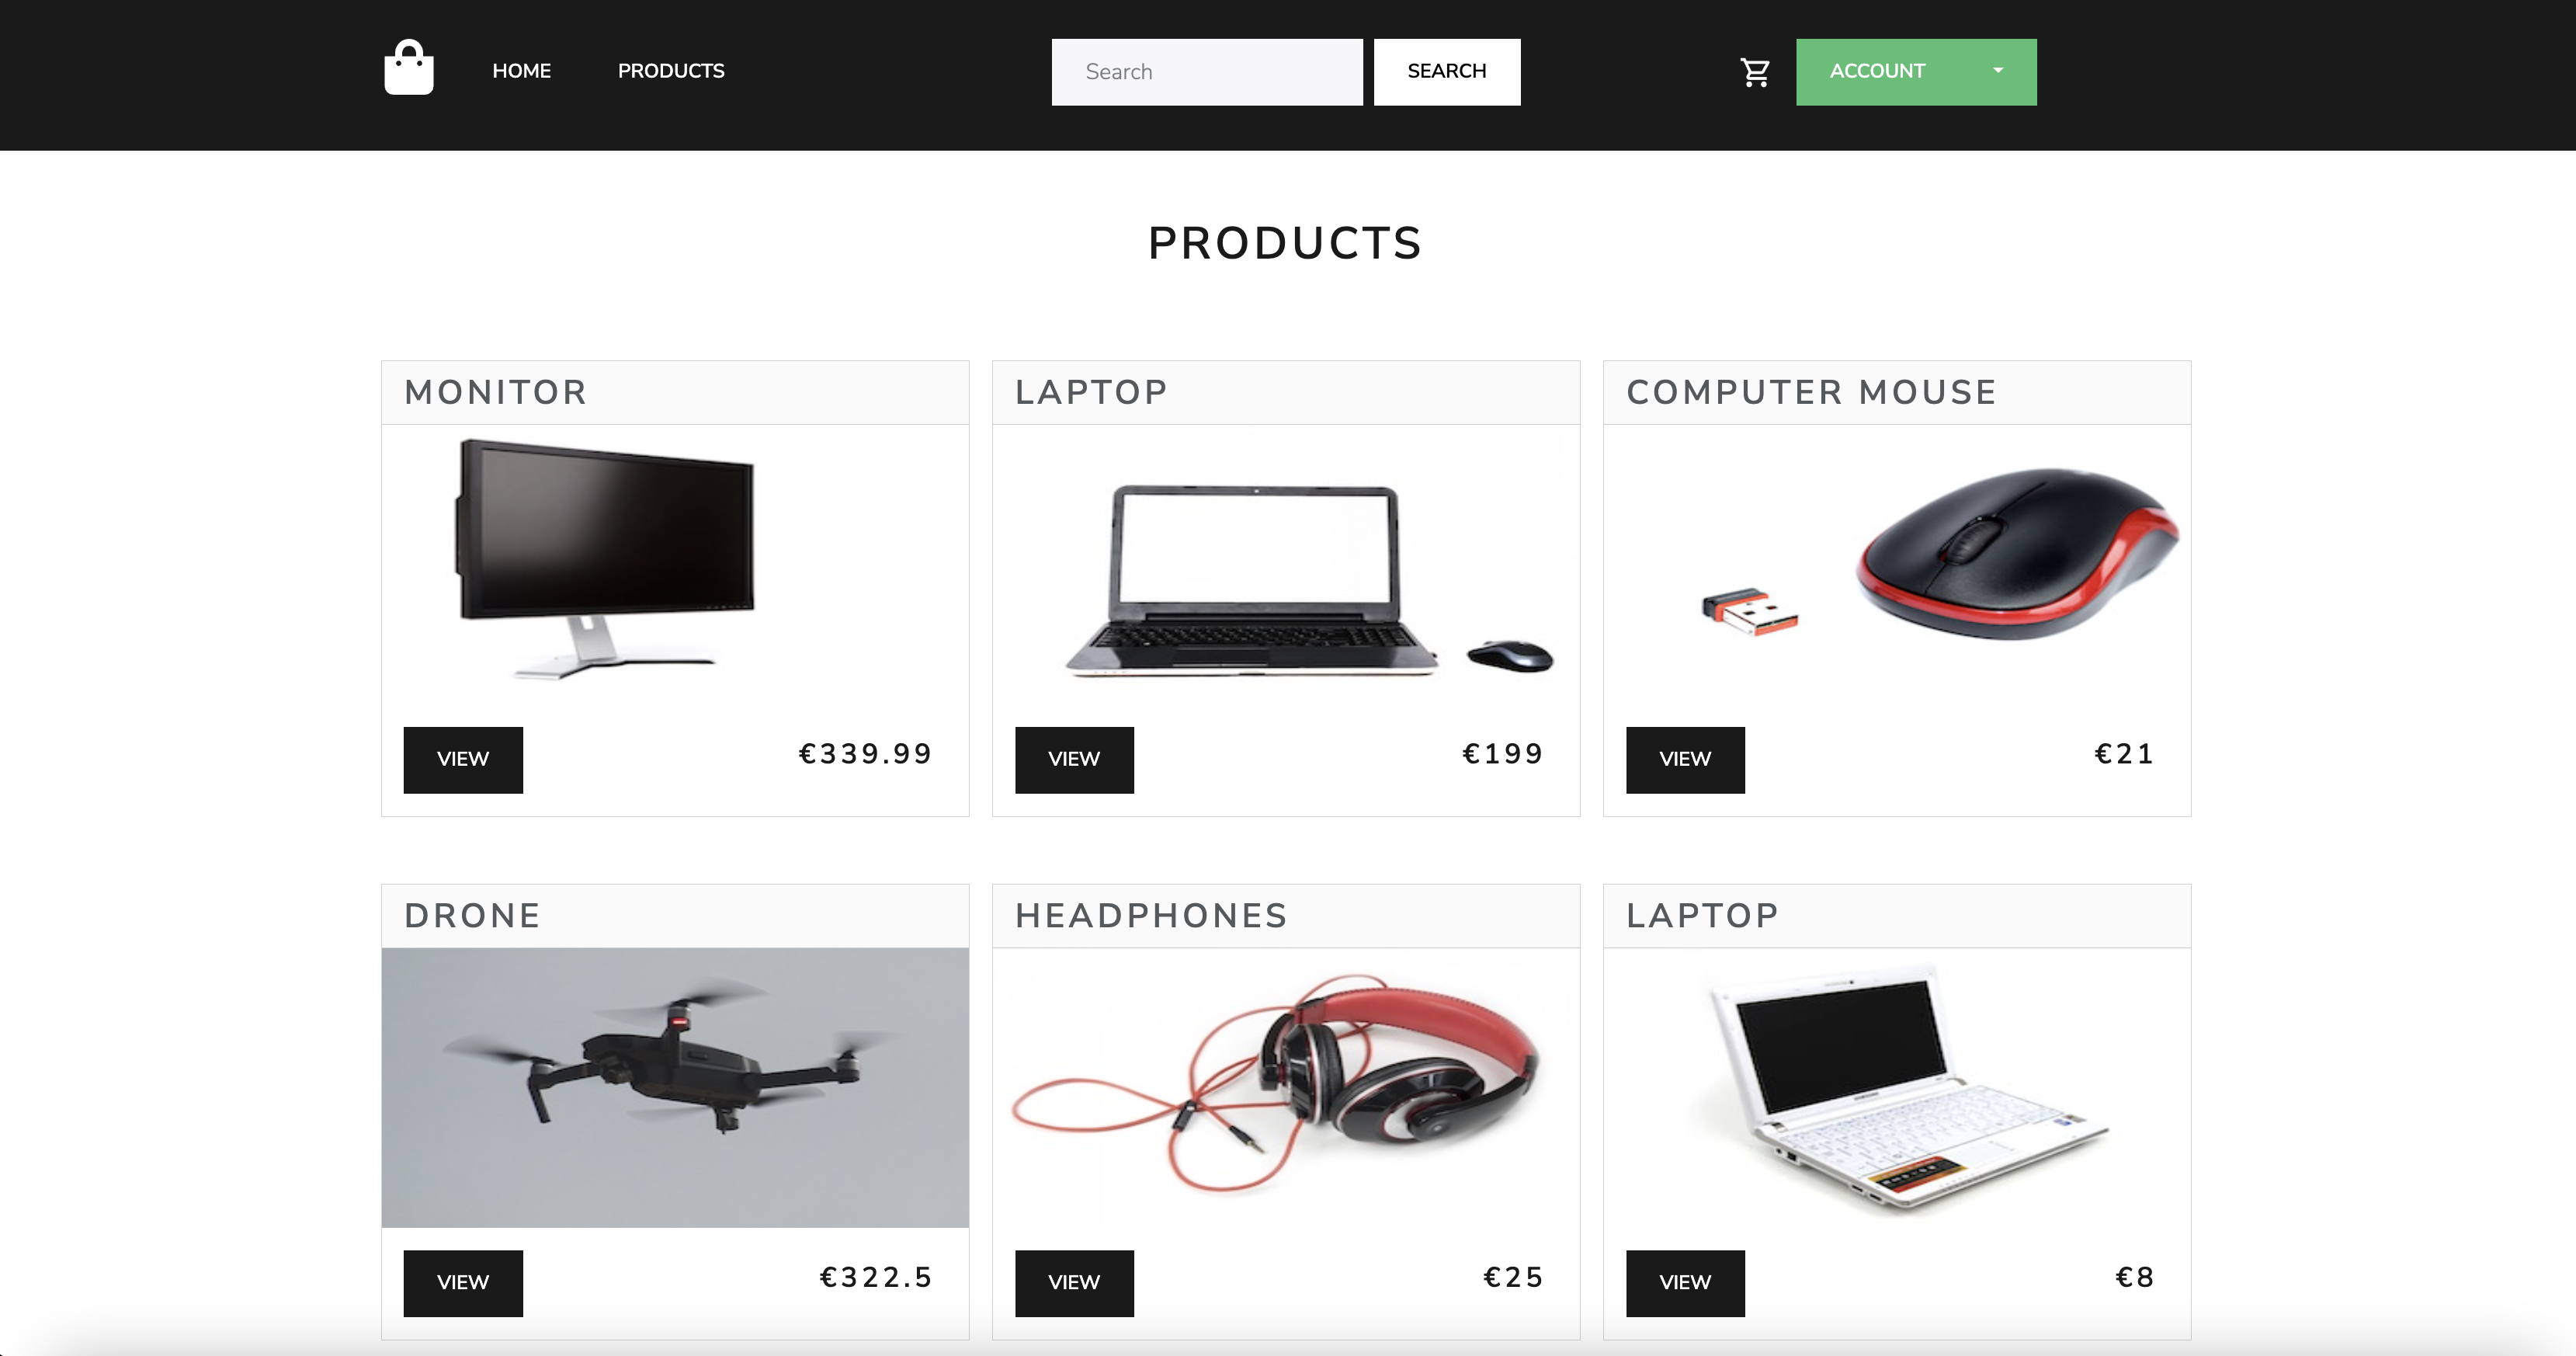 HOME
PRODUCTS
Search
SEARCH
ACCOUNT
PRODUCTS
MONITOR
VIEW
€339.99
LAPTOP
VIEW
€199
COMPUTER MOUSE
VIEW
€21
DRONE
VIEW
€322.5
HEADPHONES
VIEW
€25
LAPTOP
VIEW
€8